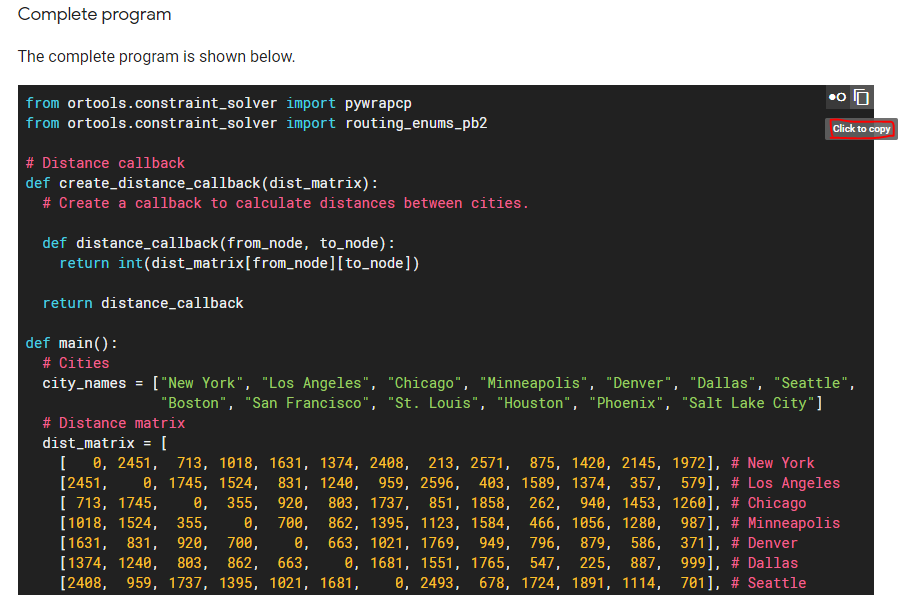 Complete program
The complete program is shown below.
Click to copy
from ortools.constraint_solver import pywrapcp
from ortools.constraint_solver import routing_enums_pb2

# Distance callback
def create_distance_callback(dist_matrix):
  # Create a callback to calculate distances between cities.

  def distance_callback(from_node, to_node):
    return int(dist_matrix[from_node][to_node])

  return distance_callback

def main():
  # Cities
  city_names = ["New York", "Los Angeles", "Chicago", "Minneapolis", "Denver", "Dallas", "Seattle",
                "Boston", "San Francisco", "St. Louis", "Houston", "Phoenix", "Salt Lake City"]
  # Distance matrix
  dist_matrix = [
    [   0, 2451,  713, 1018, 1631, 1374, 2408,  213, 2571,  875, 1420, 2145, 1972], # New York
    [2451,    0, 1745, 1524,  831, 1240,  959, 2596,  403, 1589, 1374,  357,  579], # Los Angeles
    [ 713, 1745,    0,  355,  920,  803, 1737,  851, 1858,  262,  940, 1453, 1260], # Chicago
    [1018, 1524,  355,    0,  700,  862, 1395, 1123, 1584,  466, 1056, 1280,  987], # Minneapolis
    [1631,  831,  920,  700,    0,  663, 1021, 1769,  949,  796,  879,  586,  371], # Denver
    [1374, 1240,  803,  862,  663,    0, 1681, 1551, 1765,  547,  225,  887,  999], # Dallas
    [2408,  959, 1737, 1395, 1021, 1681,    0, 2493,  678, 1724, 1891, 1114,  701], # Seattle